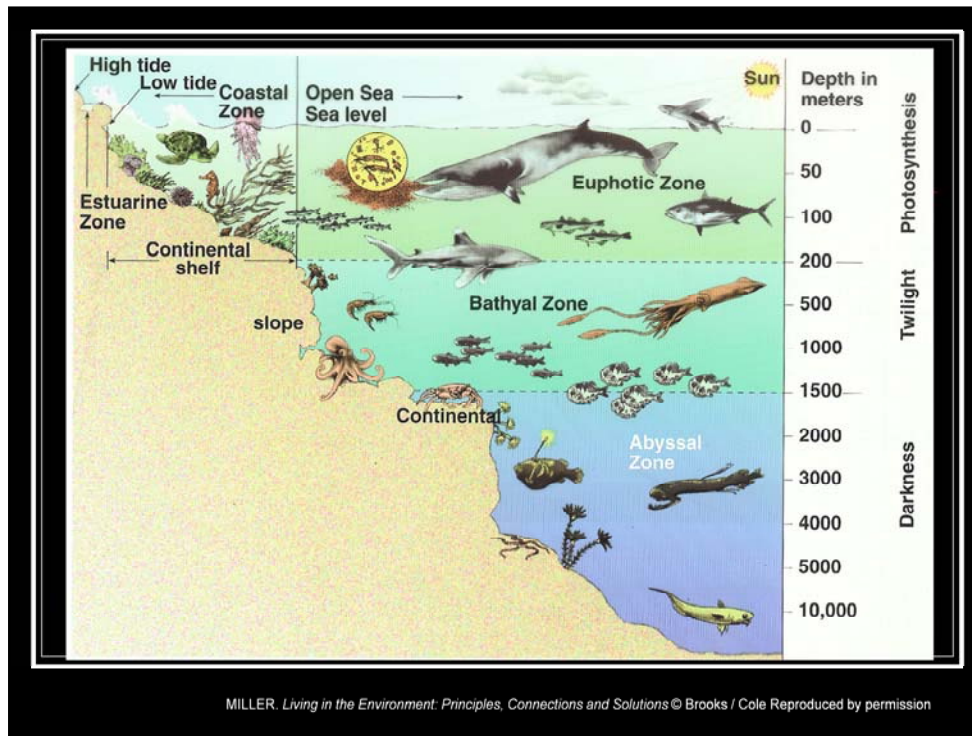 High tide
Low tide
Coastal
Zone
Open Sea
Sea level
Sun
Depth in
meters
0
50
100
200
500
1000
1500
2000
3000
4000
5000
10,000
Photosynthesis
Twilight
Darkness
Euphotic Zone
Estuarine
Zone
Continental
shelf
Bathyal Zone
slope
Continental
Abyssal
Zone
MILLER. Living in the Environment: Principles, Connections and Solutions © Brooks / Cole Reproduced by permission